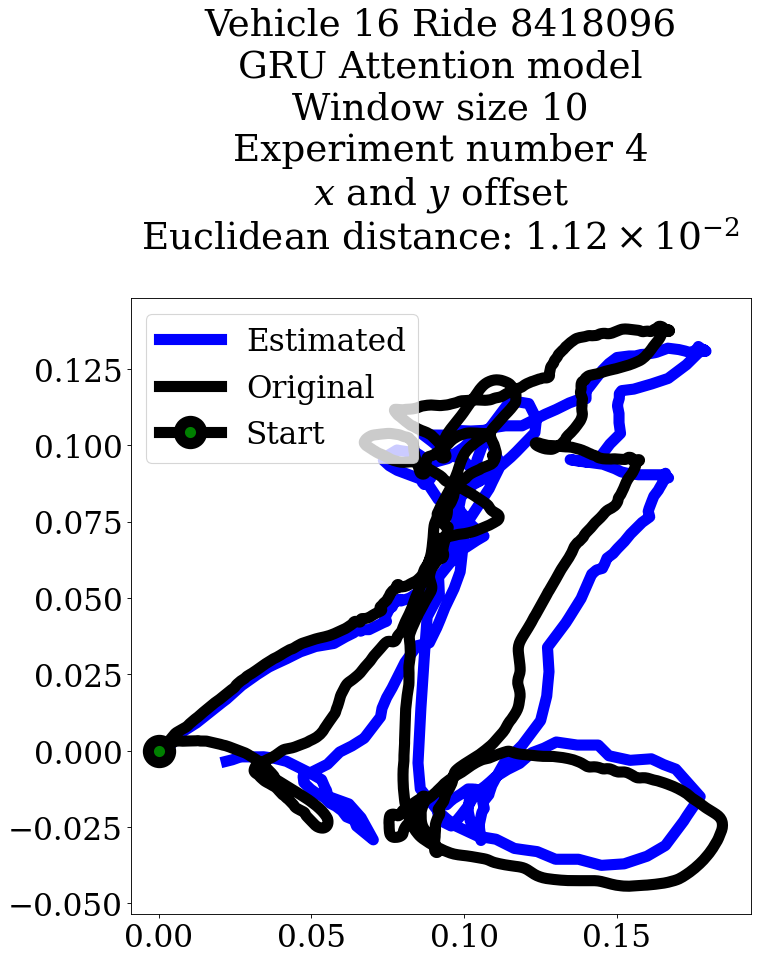 Vehicle 16 Ride 8418096
GRU Attention model
Window size 10
Experiment number 4
x and y offset
Euclidean distance: 1.12 × 10⁻²
Estimated
Original
Start
0.125
0.100
0.075
0.050
0.025
0.000
−0.025
−0.050
0.00 0.05 0.10 0.15